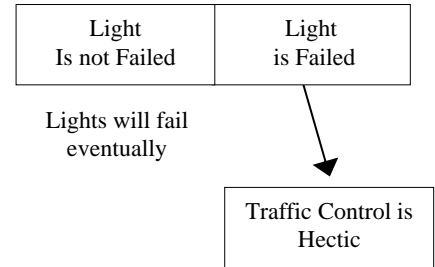 Light
Is not Failed
Light
is Failed
Lights will fail
eventually
Traffic Control is
Hectic